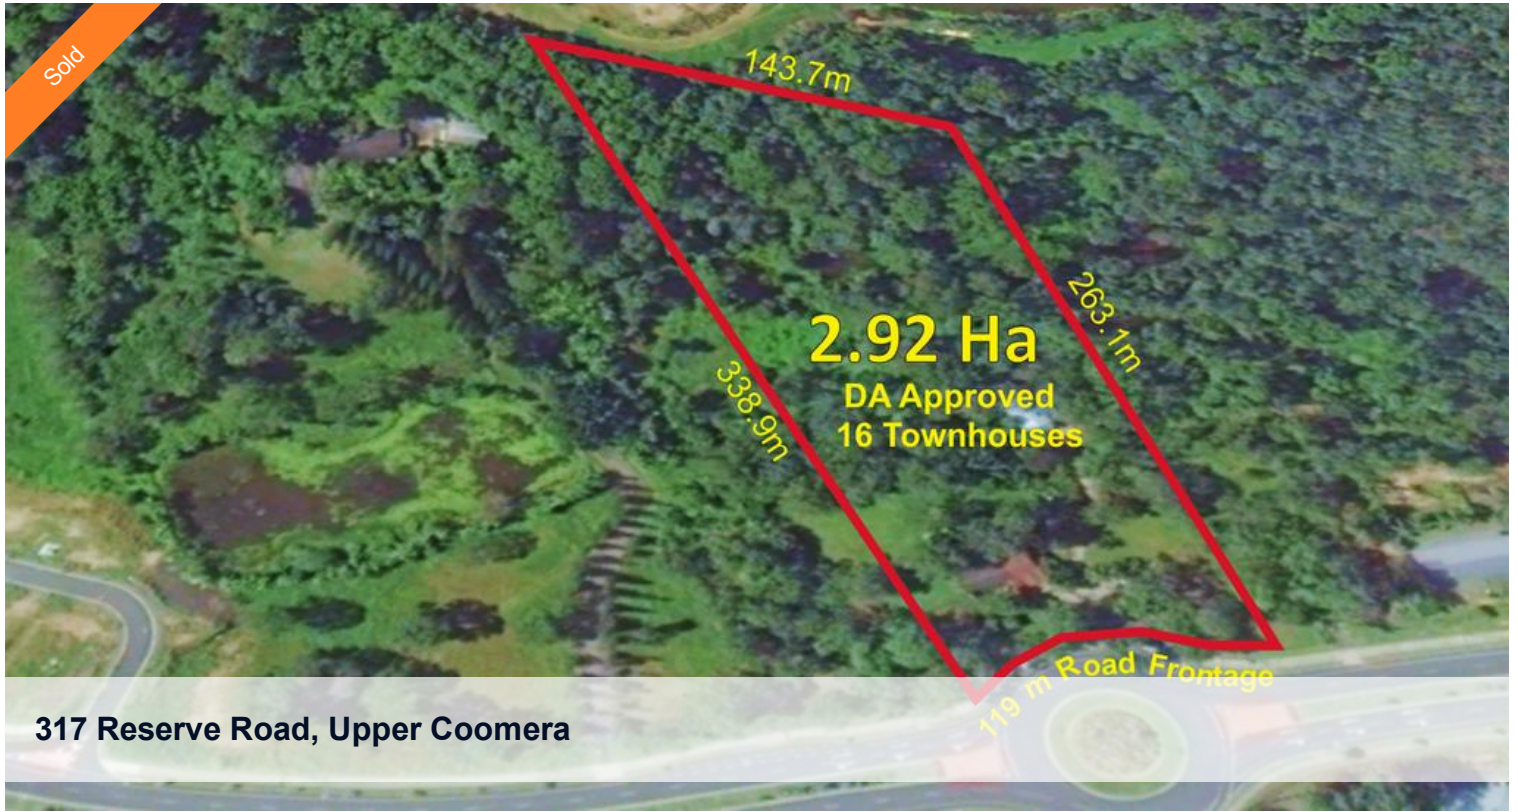 Sold
143.7m
263.1m
2.92 Ha
DA Approved
16 Townhouses
338.9m
119 m Road Frontage
317 Reserve Road, Upper Coomera